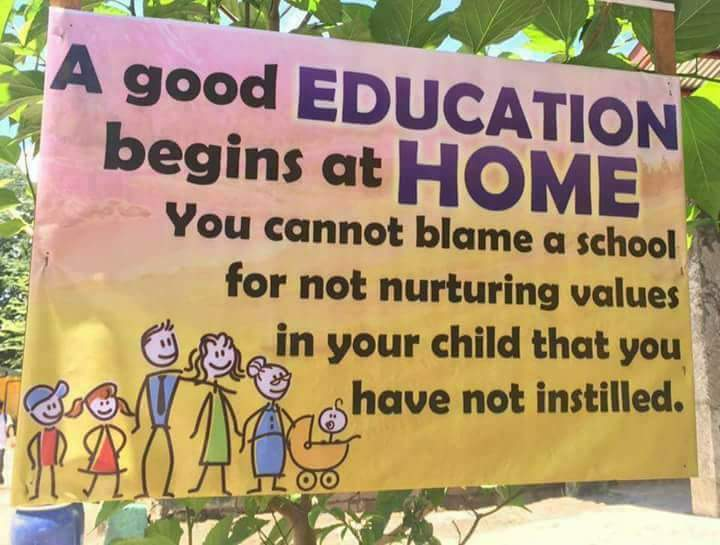 A good EDUCATION
begins at HOME
You cannot blame a school
for not nurturing values
in your child that you
have not instilled.